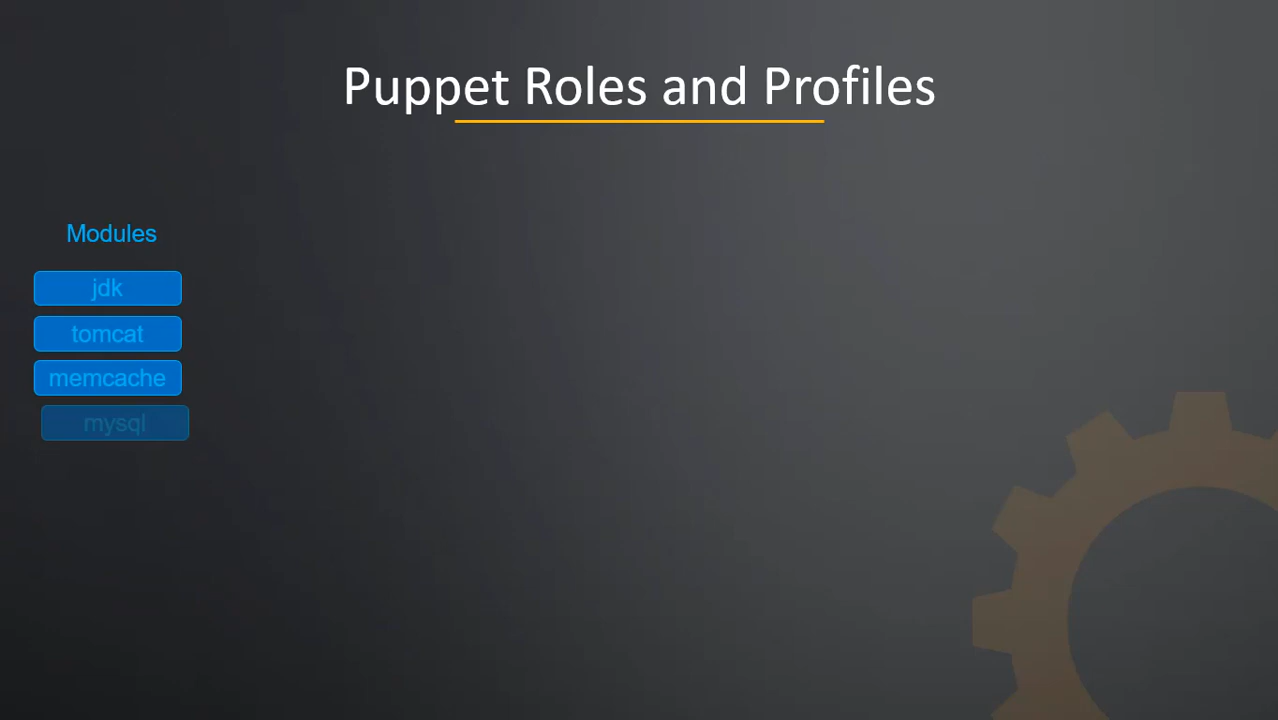 Puppet Roles and Profiles
Modules
jdk
tomcat
memcache
mysql